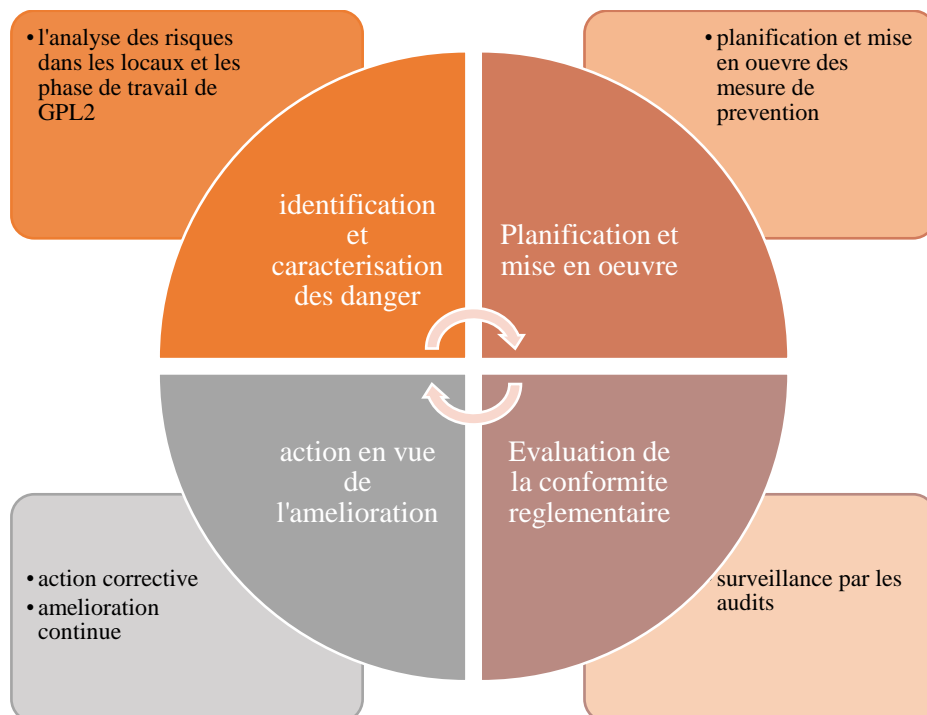 • l'analyse des risques
dans les locaux et les
phase de travail de
GPL2
• planification et mise
en ouevre des
mesure de
prevention
identification
et
caracterisation
des danger
Planification et
mise en oeuvre
action en vue
de
l'amelioration
Evaluation de
la conformite
reglementaire
• action corrective
• amelioration
continue
• surveillance par les
audits